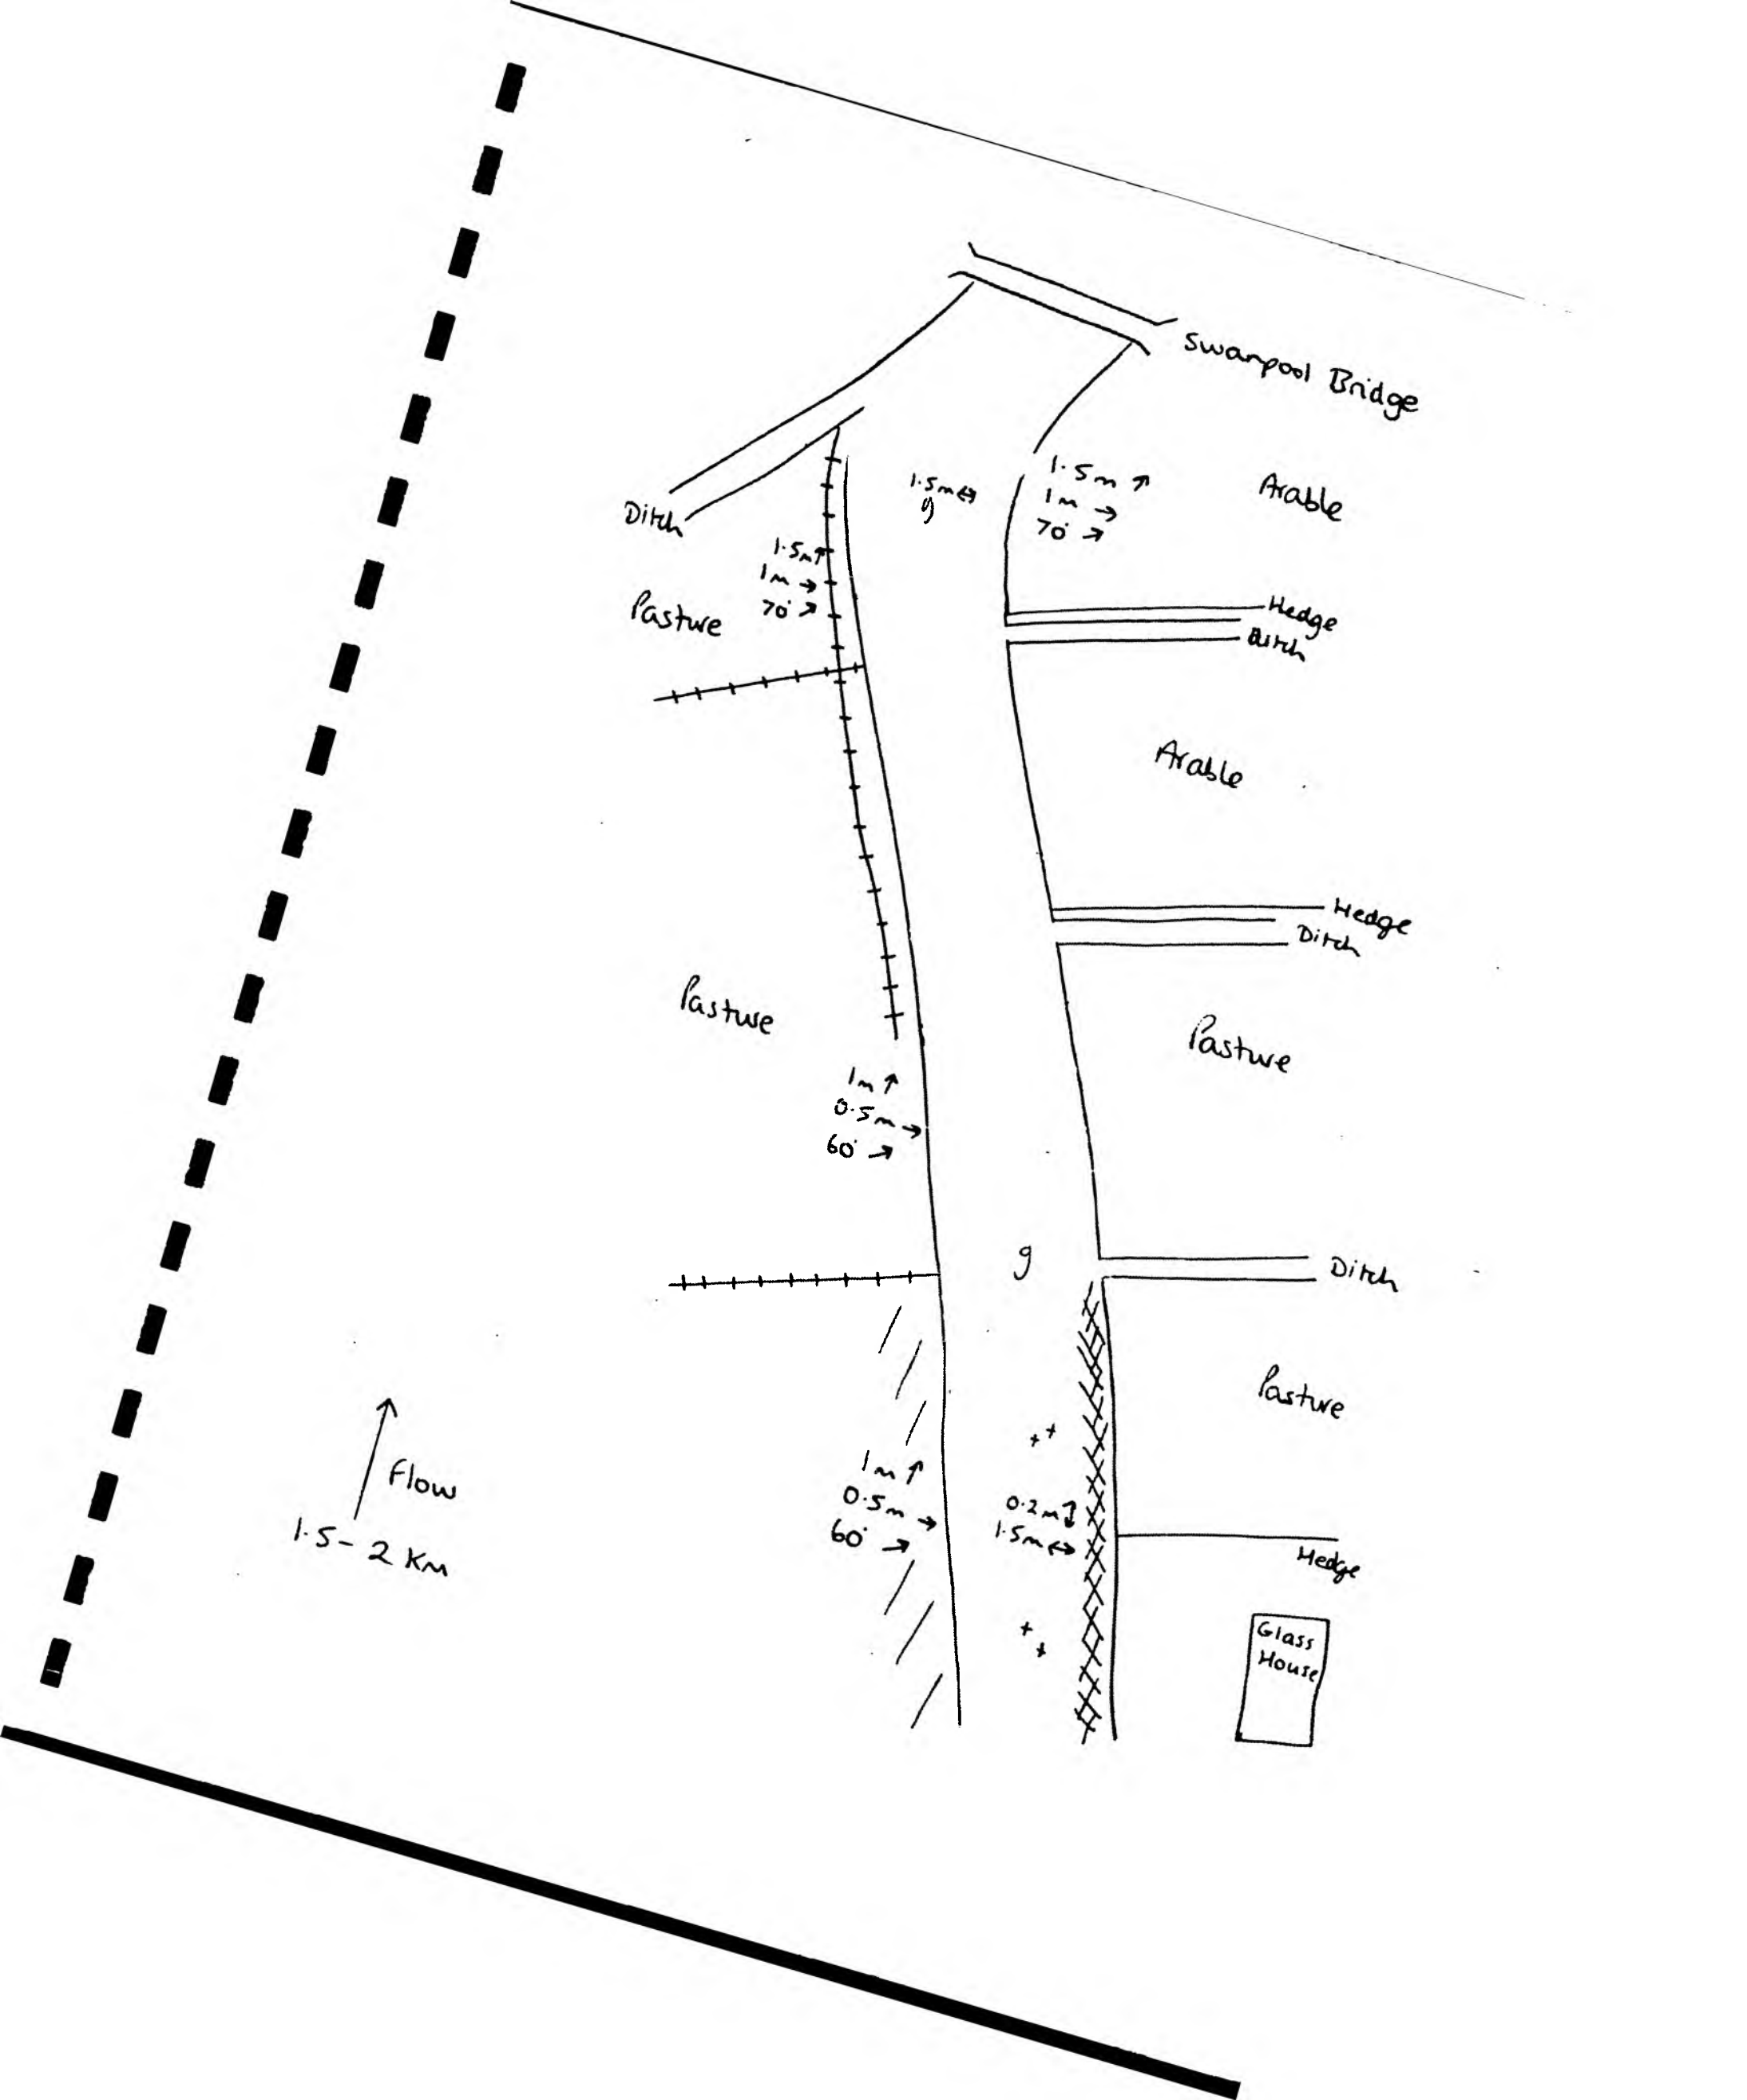 Swanpool Bridge
1.5m ↔
g
1.5m ↑
1m →
70° ↗
Arable
Ditch
1.5m↑
1m →
70° ↗
Pasture
Hedge
Ditch
Arable
Hedge
Ditch
Pasture
Pasture
1m ↑
0.5m →
60° ↗
g
Ditch
Pasture
Flow
1.5 - 2 Km
1m ↑
0.5m →
60° ↗
0.2m ↕
1.5m ↔
Hedge
Glass
House